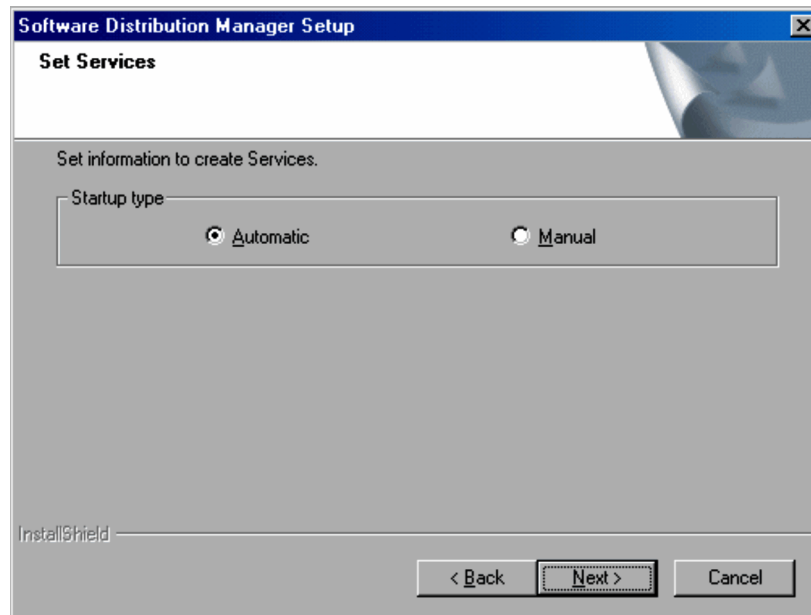 Software Distribution Manager Setup
Set Services
Set information to create Services.
Startup type
Automatic Manual
InstallShield
< Back Next > Cancel